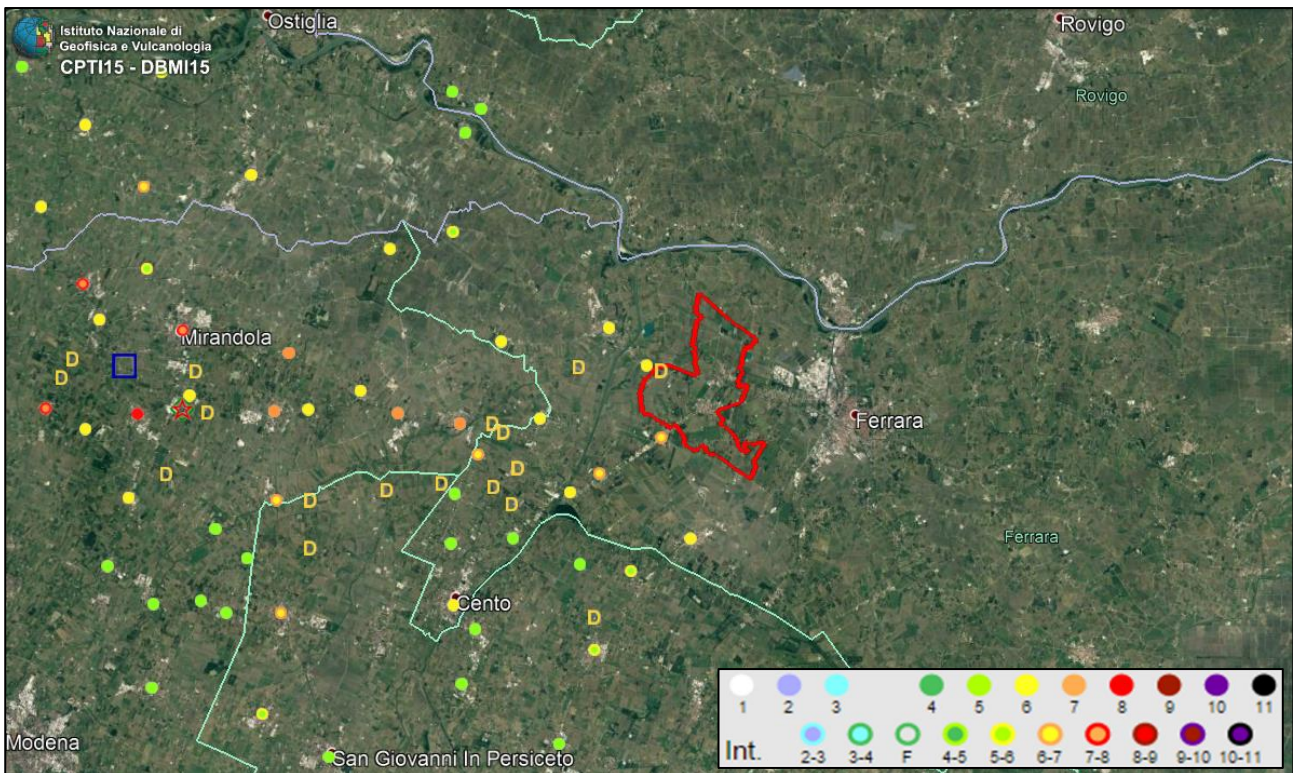 Istituto Nazionale di
Geofisica e Vulcanologia
CPTI15 - DBMI15
Ostiglia
Rovigo
Rovigo
Mirandola
D
D
D
D
D
D
Ferrara
D
D
D
D
D
D
D
D
D
D
Ferrara
Cento
D
Modena
San Giovanni In Persiceto
1 2 3 4 5 6 7 8 9 10 11
Int. 2-3 3-4 F 4-5 5-6 6-7 7-8 8-9 9-10 10-11